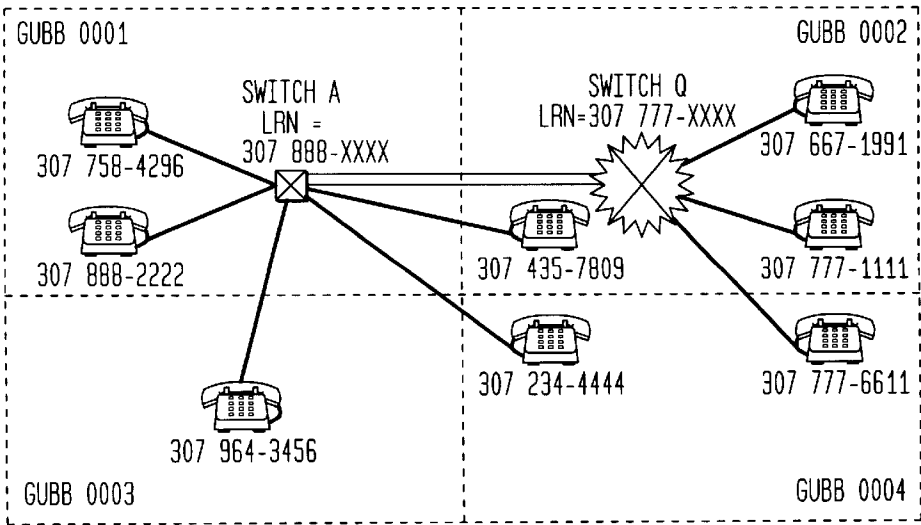 GUBB 0001
GUBB 0002
SWITCH A
LRN =
307 888-XXXX
SWITCH Q
LRN=307 777-XXXX
307 758-4296
307 667-1991
307 888-2222
307 435-7809
307 777-1111
307 234-4444
307 777-6611
307 964-3456
GUBB 0003
GUBB 0004